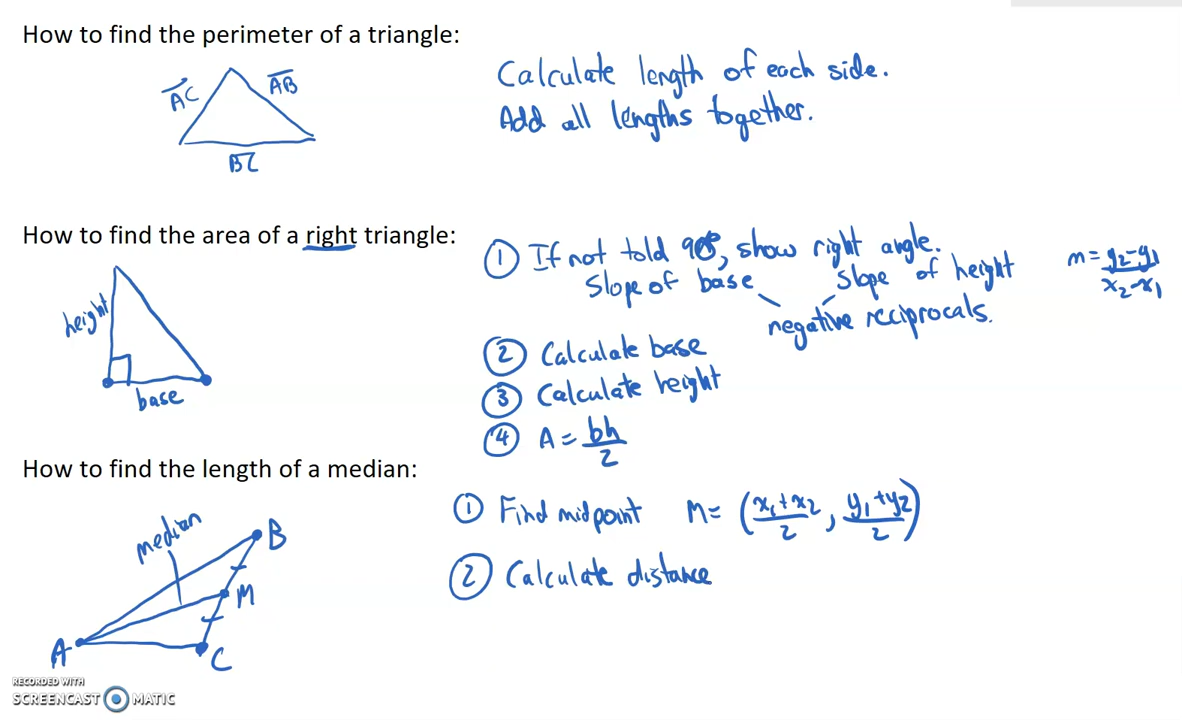 How to find the perimeter of a triangle:
AC
AB
BC
Calculate length of each side.
Add all lengths together.
How to find the area of a right triangle:
height
base
① If not told 90°, show right angle.
Slope of base slope of height
negative reciprocals.
m = y₂-y₁
x₂-x₁
② Calculate base
③ Calculate height
④ A = bh
2
How to find the length of a median:
median
B
M
A
C
① Find midpoint M = (x₁+x₂/2, y₁+y₂/2)
② Calculate distance
RECORDED WITH
SCREENCAST MATIC